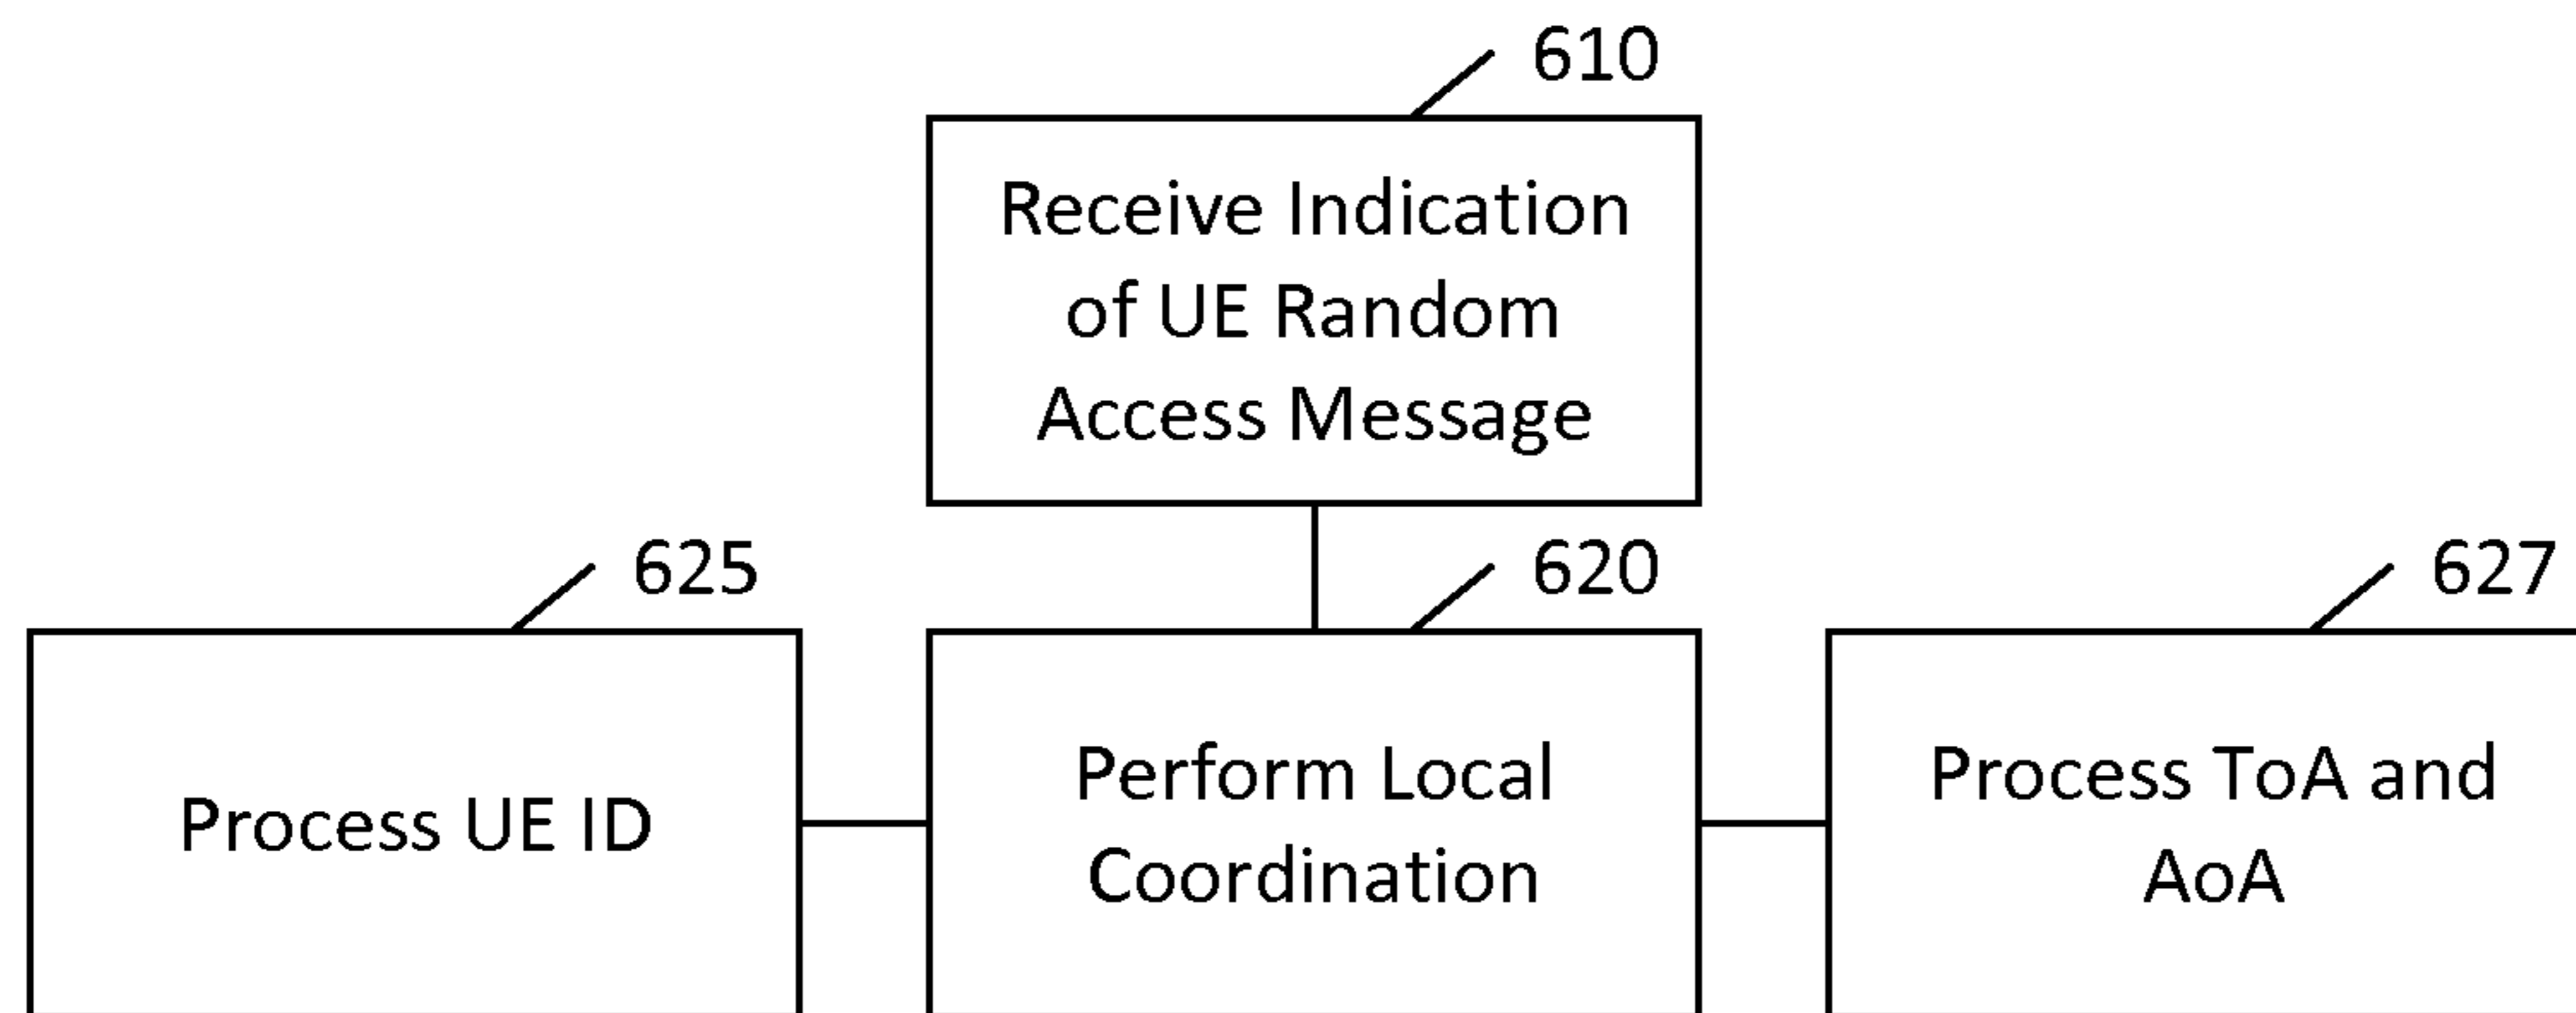 610
Receive Indication
of UE Random
Access Message
625
620
627
Process UE ID
Perform Local
Coordination
Process ToA and
AoA